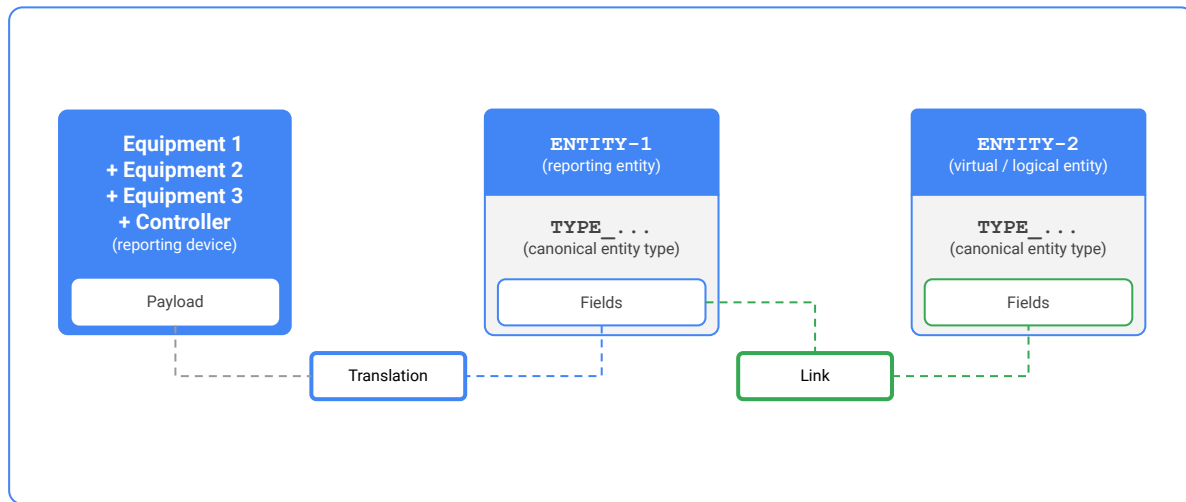 Equipment 1
+ Equipment 2
+ Equipment 3
+ Controller
(reporting device)
Payload
ENTITY-1
(reporting entity)
TYPE_...
(canonical entity type)
Fields
ENTITY-2
(virtual / logical entity)
TYPE_...
(canonical entity type)
Fields
Translation
Link